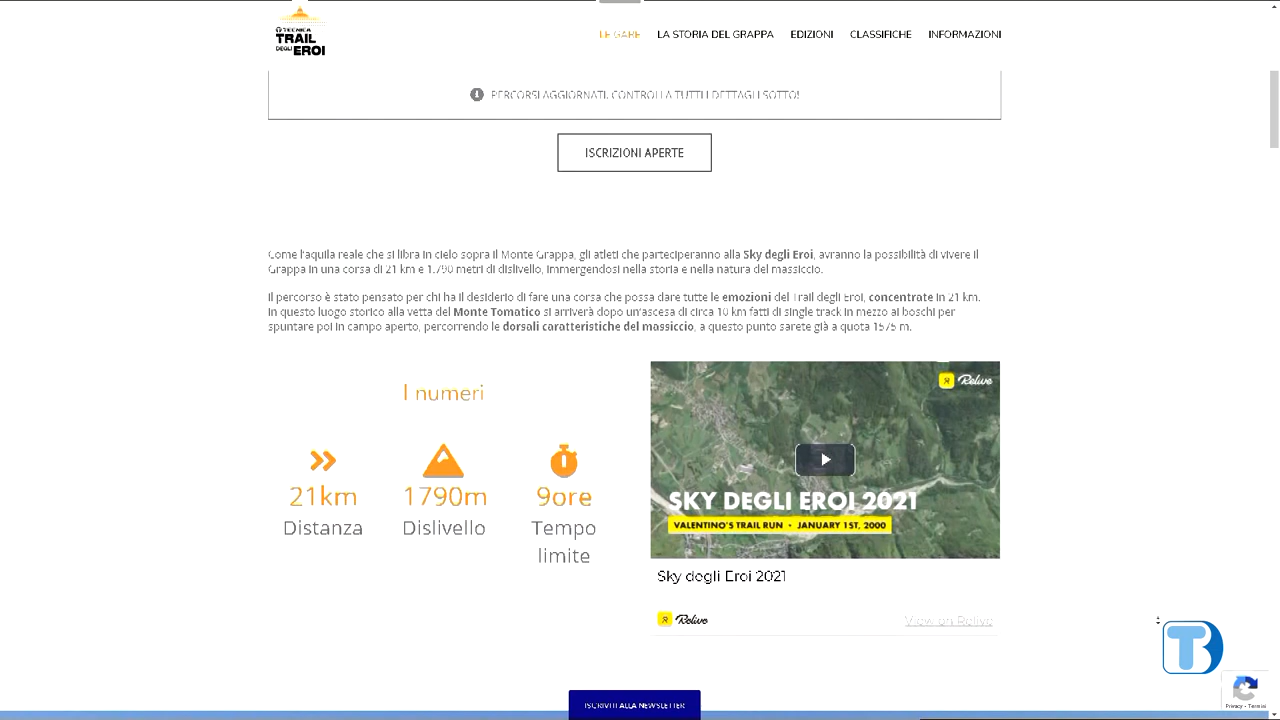 TECNICA
TRAIL
DEGLI EROI
LE GARE LA STORIA DEL GRAPPA EDIZIONI CLASSIFICHE INFORMAZIONI
PERCORSI AGGIORNATI, CONTROLLA TUTTI I DETTAGLI SOTTO!
ISCRIZIONI APERTE
Come l'aquila reale che si libra in cielo sopra il Monte Grappa, gli atleti che parteciperanno alla Sky degli Eroi, avranno la possibilità di vivere il
Grappa in una corsa di 21 km e 1.790 metri di dislivello, immergendosi nella storia e nella natura del massiccio.
Il percorso è stato pensato per chi ha il desiderio di fare una corsa che possa dare tutte le emozioni del Trail degli Eroi, concentrate in 21 km.
In questo luogo storico alla vetta del Monte Tomatico si arriverà dopo un'ascesa di circa 10 km fatti di single track in mezzo ai boschi per
spuntare poi in campo aperto, percorrendo le dorsali caratteristiche del massiccio, a questo punto sarete già a quota 1575 m.
I numeri
21km 1790m 9ore
Distanza Dislivello Tempo
limite
Relive
SKY DEGLI EROI 2021
VALENTINO'S TRAIL RUN • JANUARY 1ST, 2000
Sky degli Eroi 2021
Relive View on Relive
TB
Privacy - Termini
ISCRIVITI ALLA NEWSLETTER